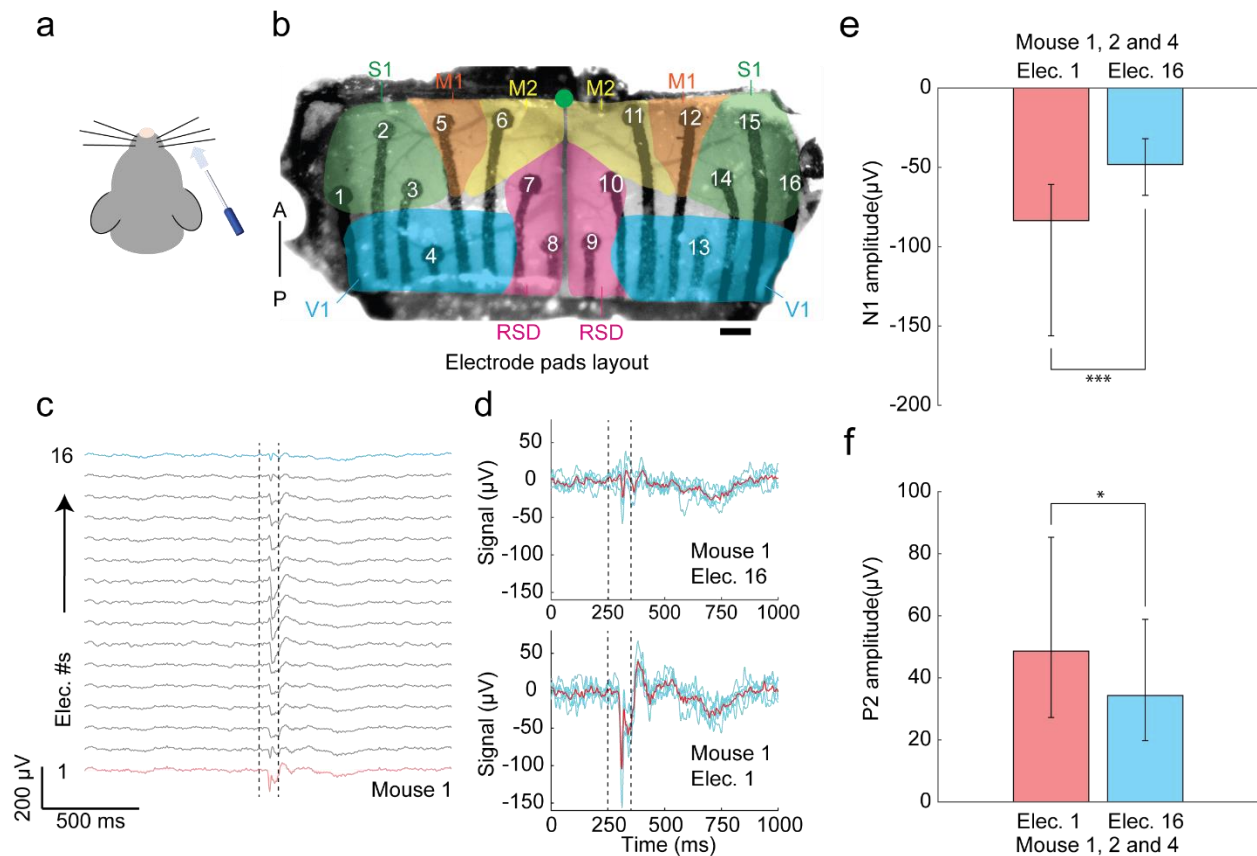 a
b
S1
M1
M2
M2
M1
S1
1
2
3
4
5
6
7
8
9
10
11
12
13
14
15
16
A
P
V1
RSD
RSD
V1
Electrode pads layout
c
16
Elec. #s
1
Mouse 1
200 µV
500 ms
d
50
0
-50
-100
-150
Signal (µV)
Mouse 1
Elec. 16
0
250
500
750
1000
50
0
-50
-100
-150
Signal (µV)
Mouse 1
Elec. 1
0
250
500
750
1000
Time (ms)
e
Mouse 1, 2 and 4
Elec. 1
Elec. 16
0
-50
-100
-150
-200
N1 amplitude(µV)
***
f
100
80
60
40
20
0
P2 amplitude(µV)
*
Elec. 1
Elec. 16
Mouse 1, 2 and 4